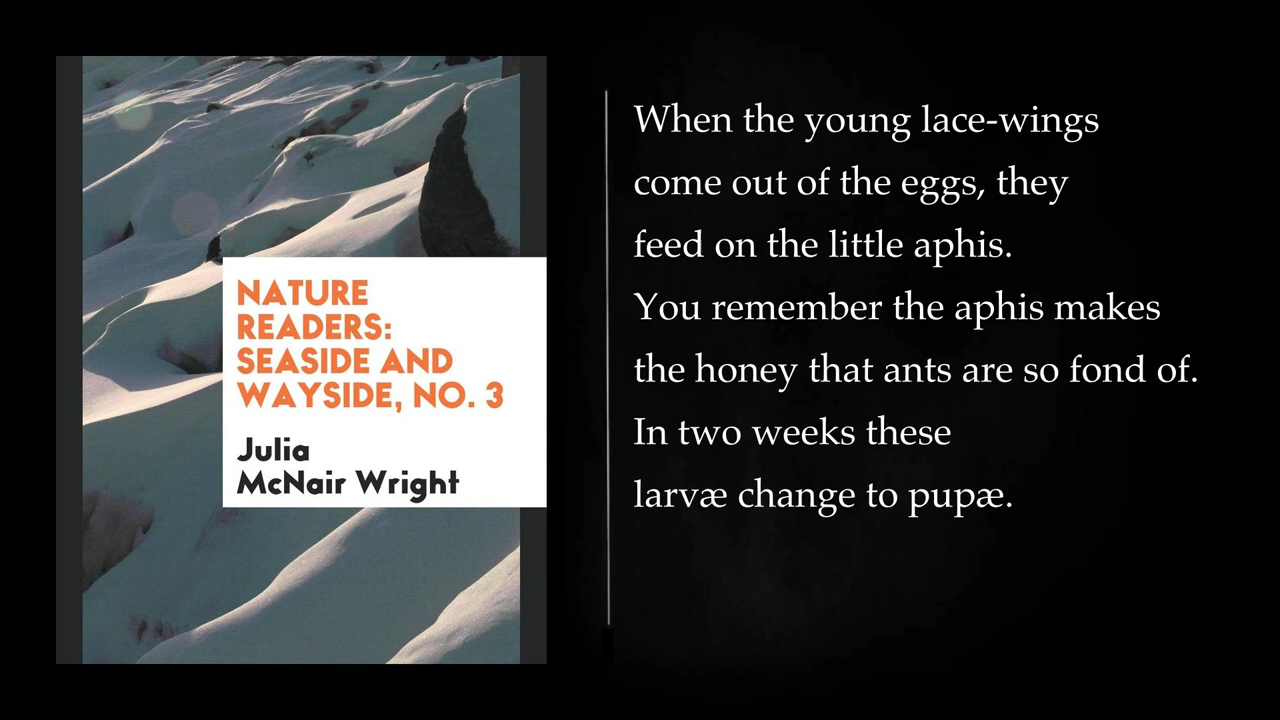 NATURE
READERS:
SEASIDE AND
WAYSIDE, NO. 3
Julia
McNair Wright
When the young lace-wings
come out of the eggs, they
feed on the little aphis.
You remember the aphis makes
the honey that ants are so fond of.
In two weeks these
larvæ change to pupæ.